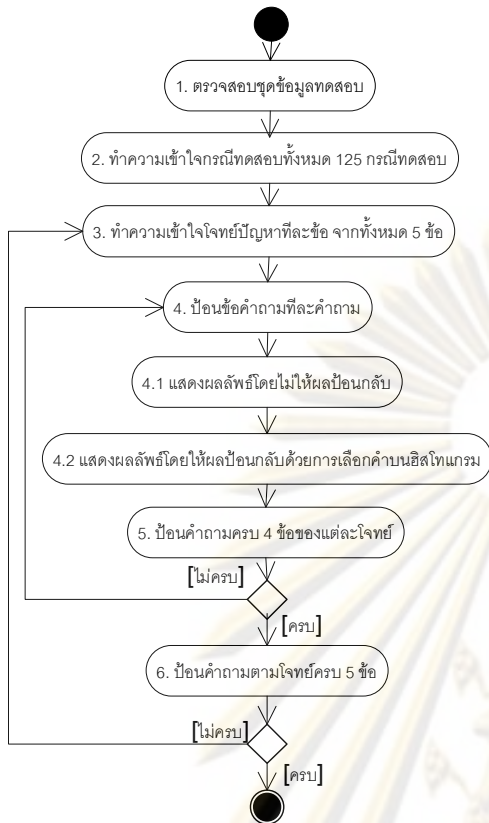 1. ตรวจสอบชุดข้อมูลทดสอบ
2. ทำความเข้าใจกรณีทดสอบทั้งหมด 125 กรณีทดสอบ
3. ทำความเข้าใจโจทย์ปัญหาทีละข้อ จากทั้งหมด 5 ข้อ
4. ป้อนข้อคำถามทีละคำถาม
4.1 แสดงผลลัพธ์โดยไม่ให้ผลป้อนกลับ
4.2 แสดงผลลัพธ์โดยให้ผลป้อนกลับด้วยการเลือกคำบนฮิสโทแกรม
5. ป้อนคำถามครบ 4 ข้อของแต่ละโจทย์
[ไม่ครบ]
[ครบ]
6. ป้อนคำถามตามโจทย์ครบ 5 ข้อ
[ไม่ครบ]
[ครบ]